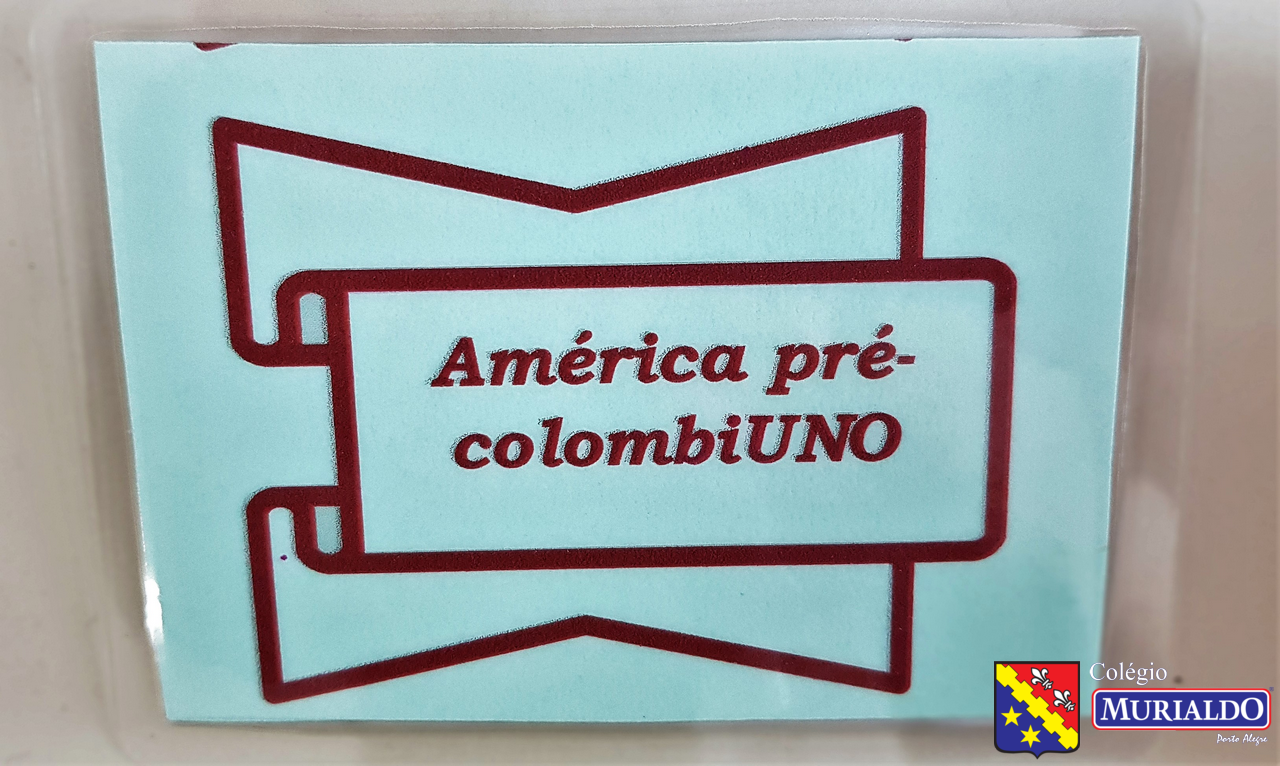 América pré-
colombiUNO
Colégio
MURIALDO
Porto Alegre